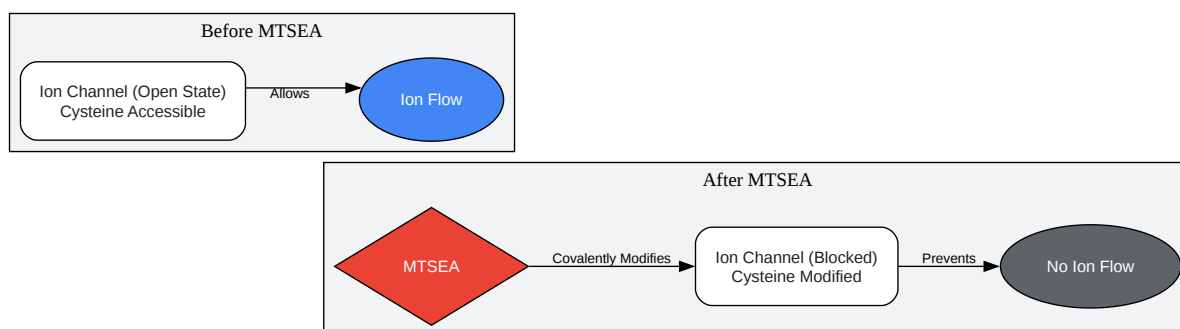 Before MTSEA
Ion Channel (Open State)
Cysteine Accessible
Allows
Ion Flow
After MTSEA
MTSEA
Covalently Modifies
Ion Channel (Blocked)
Cysteine Modified
Prevents
No Ion Flow